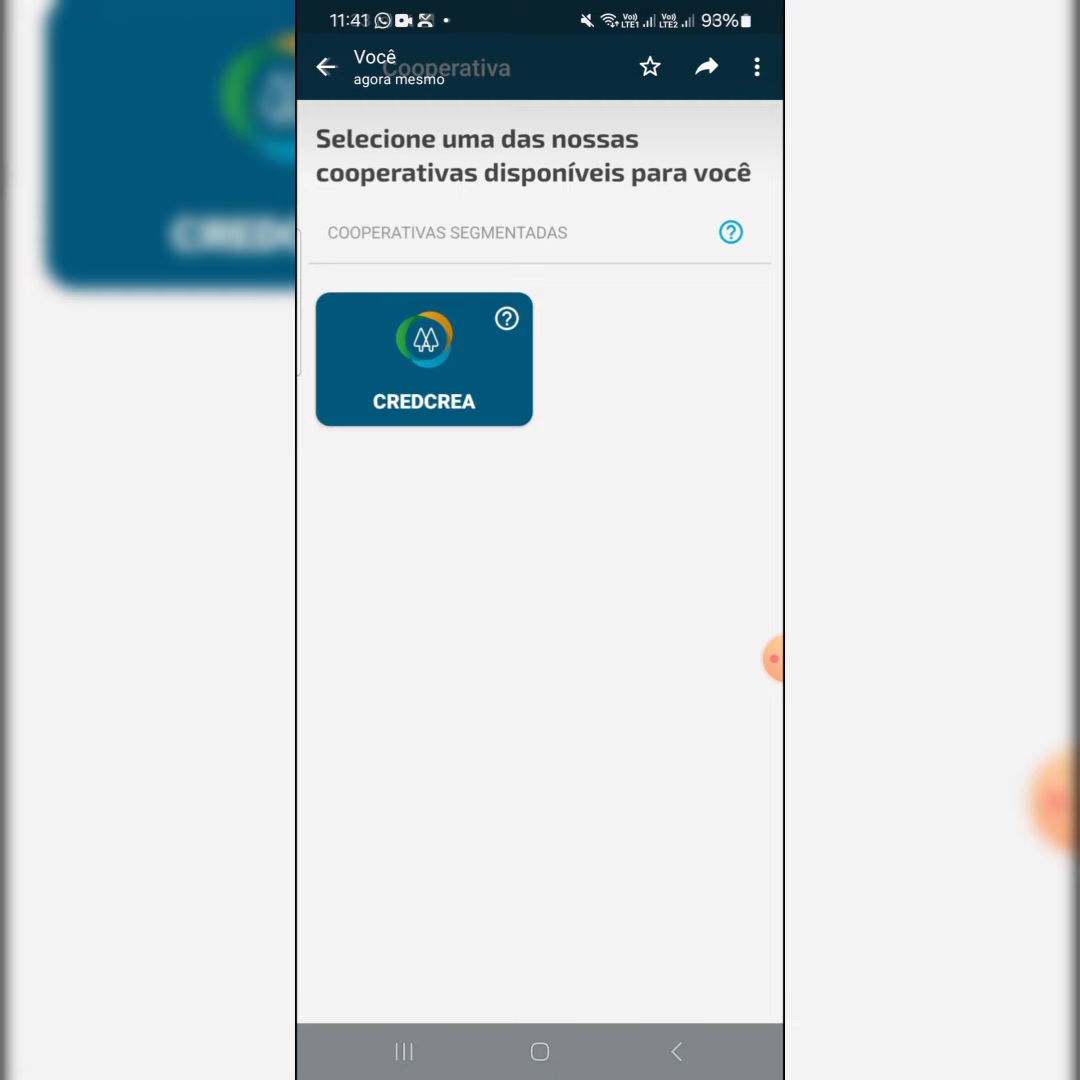 11:41 93%
Você
Cooperativa
agora mesmo
Selecione uma das nossas
cooperativas disponíveis para você
COOPERATIVAS SEGMENTADAS ?
?
CREDCREA